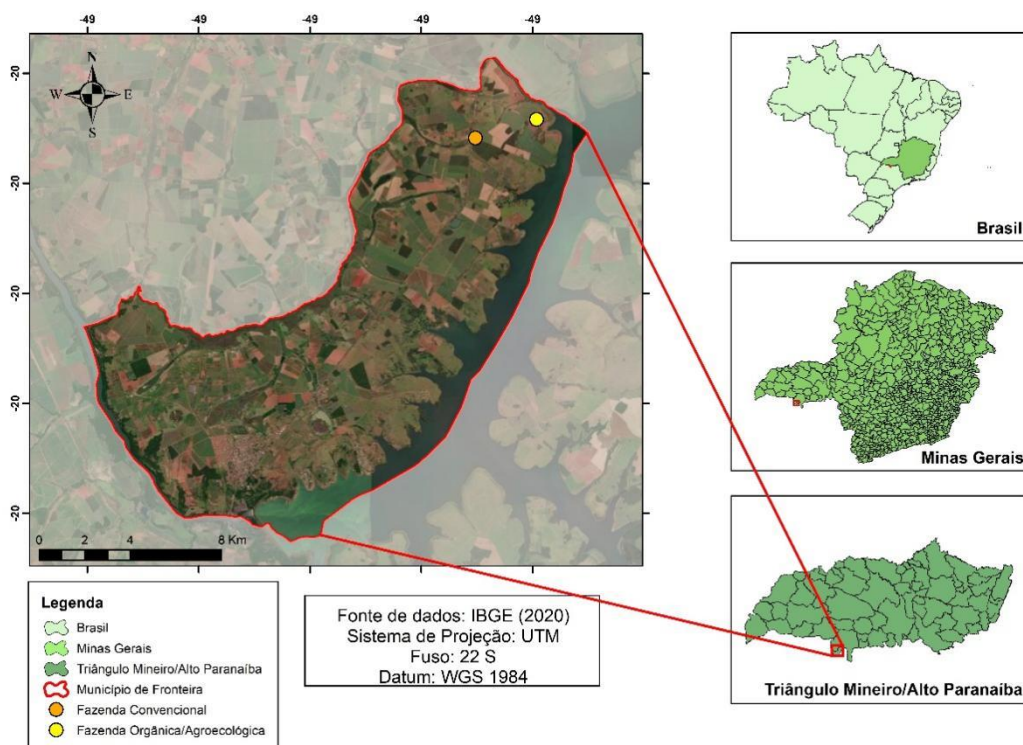 -49 -49 -49 -49 -49
N
W E
S
-20
-20
-20
-20
-20
0 2 4 8 Km
Brasil
Minas Gerais
Triângulo Mineiro/Alto Paranaíba
Legenda
Brasil
Minas Gerais
Triângulo Mineiro/Alto Paranaíba
Município de Fronteira
Fazenda Convencional
Fazenda Orgânica/Agroecológica
Fonte de dados: IBGE (2020)
Sistema de Projeção: UTM
Fuso: 22 S
Datum: WGS 1984